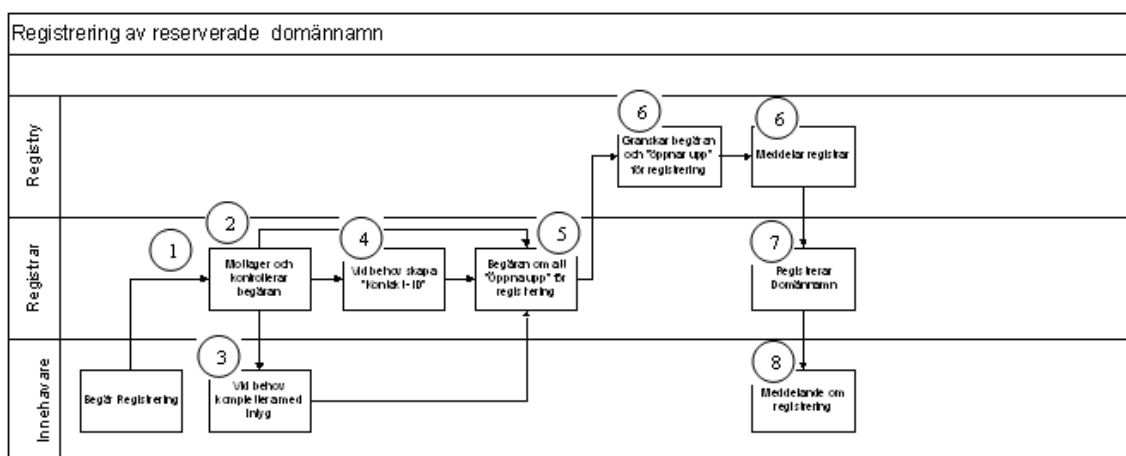 Registrering av reserverade domännamn
Registry
6
Granskar begäran
och "öppnar upp"
för registrering
6
Meddelar registrar
Registrar
1
2
Mottager och
kontrollerar
begäran
4
Vid behov skapa
"Kontakt-ID"
5
Begäran om att
"Öppna upp" för
registering
7
Registrerar
Domännamn
Innehavare
Begär Registrering
3
Vid behov
komplettera med
intyg
8
Meddelande om
registrering